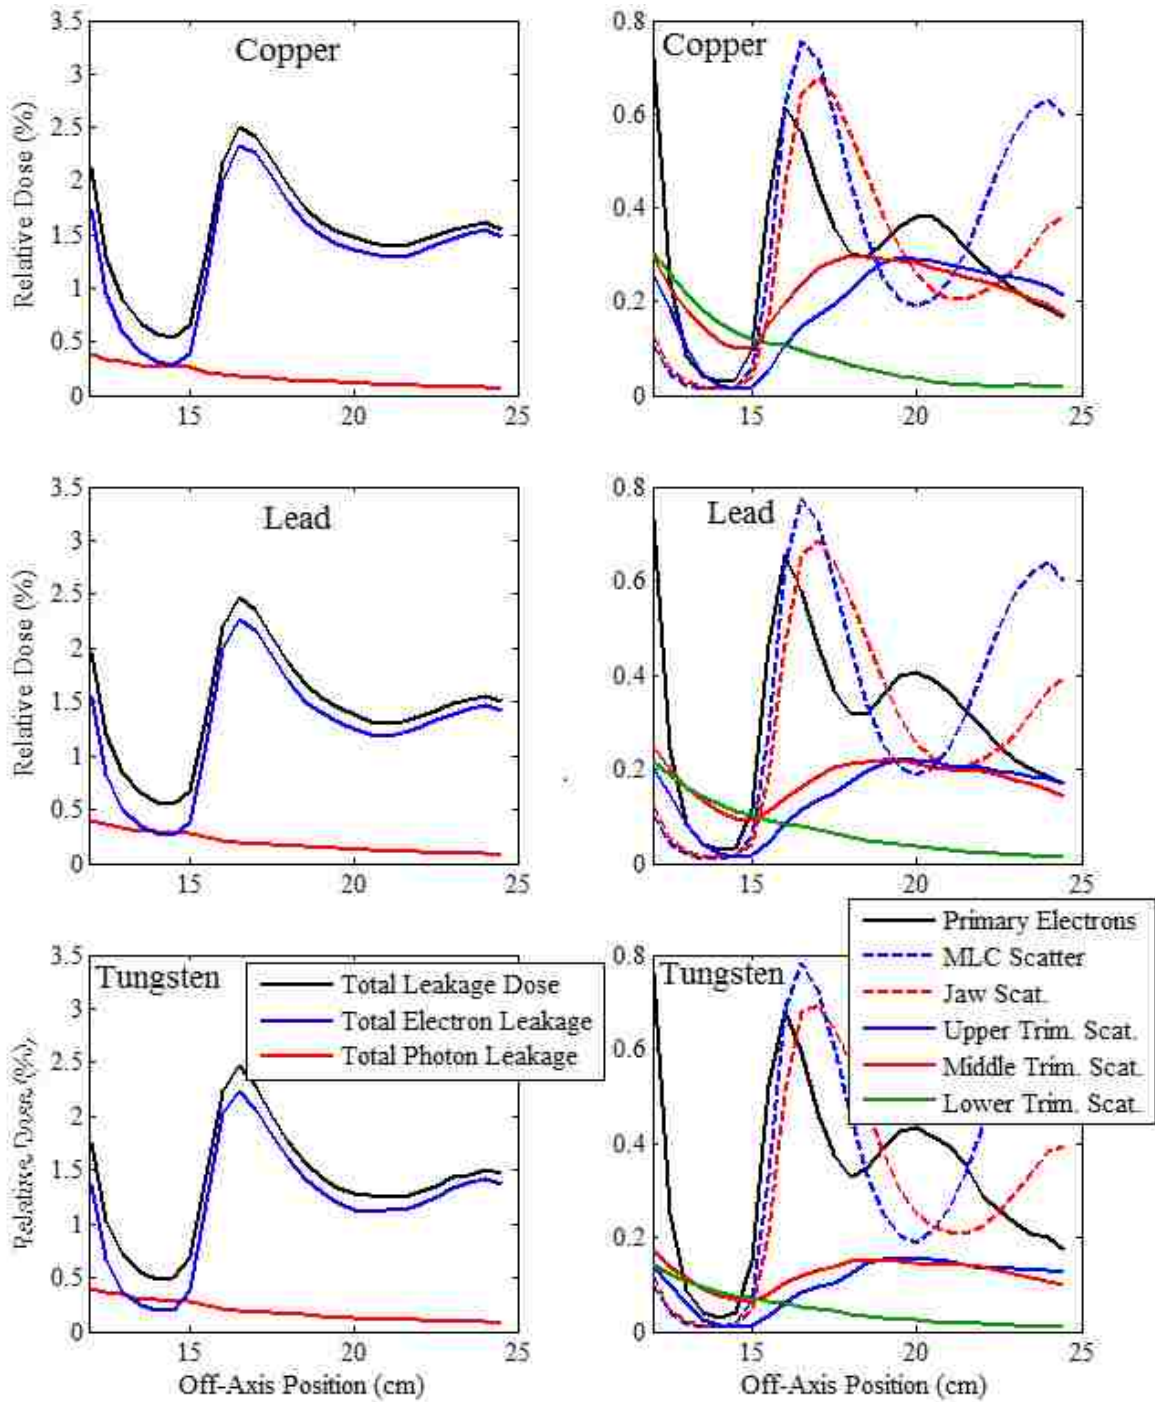 Copper
3.5
3
2.5
2
1.5
1
0.5
0
15
20
25
Relative Dose (%)
Copper
0.8
0.6
0.4
0.2
0
15
20
25
Lead
3.5
3
2.5
2
1.5
1
0.5
0
15
20
25
Relative Dose (%)
Lead
0.8
0.6
0.4
0.2
0
15
20
25
Tungsten
3.5
3
2.5
2
1.5
1
0.5
0
15
20
25
Relative Dose (%)
Off-Axis Position (cm)
Total Leakage Dose
Total Electron Leakage
Total Photon Leakage
Tungsten
0.8
0.6
0.4
0.2
0
15
20
25
Off-Axis Position (cm)
Primary Electrons
MLC Scatter
Jaw Scat.
Upper Trim. Scat.
Middle Trim. Scat.
Lower Trim. Scat.